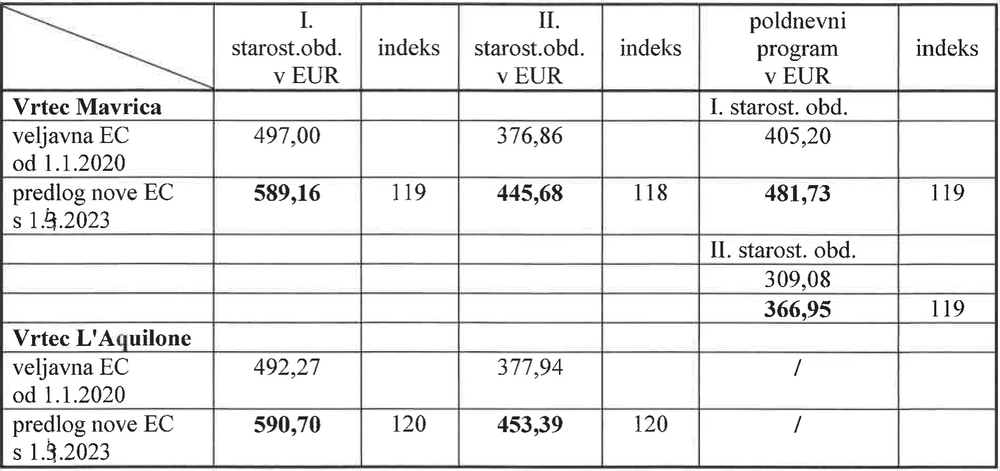 I.
starost.obd.
v EUR
indeks
II.
starost.obd.
v EUR
indeks
poldnevni
program
v EUR
indeks
Vrtec Mavrica
I. starost. obd.
veljavna EC
od 1.1.2020
497,00
376,86
405,20
predlog nove EC
s 1. .2023
589,16
119
445,68
118
481,73
119
II. starost. obd.
309,08
366,95
119
Vrtec L'Aquilone
veljavna EC
od 1.1.2020
492,27
377,94
/
predlog nove EC
s 1. .2023
590,70
120
453,39
120
/